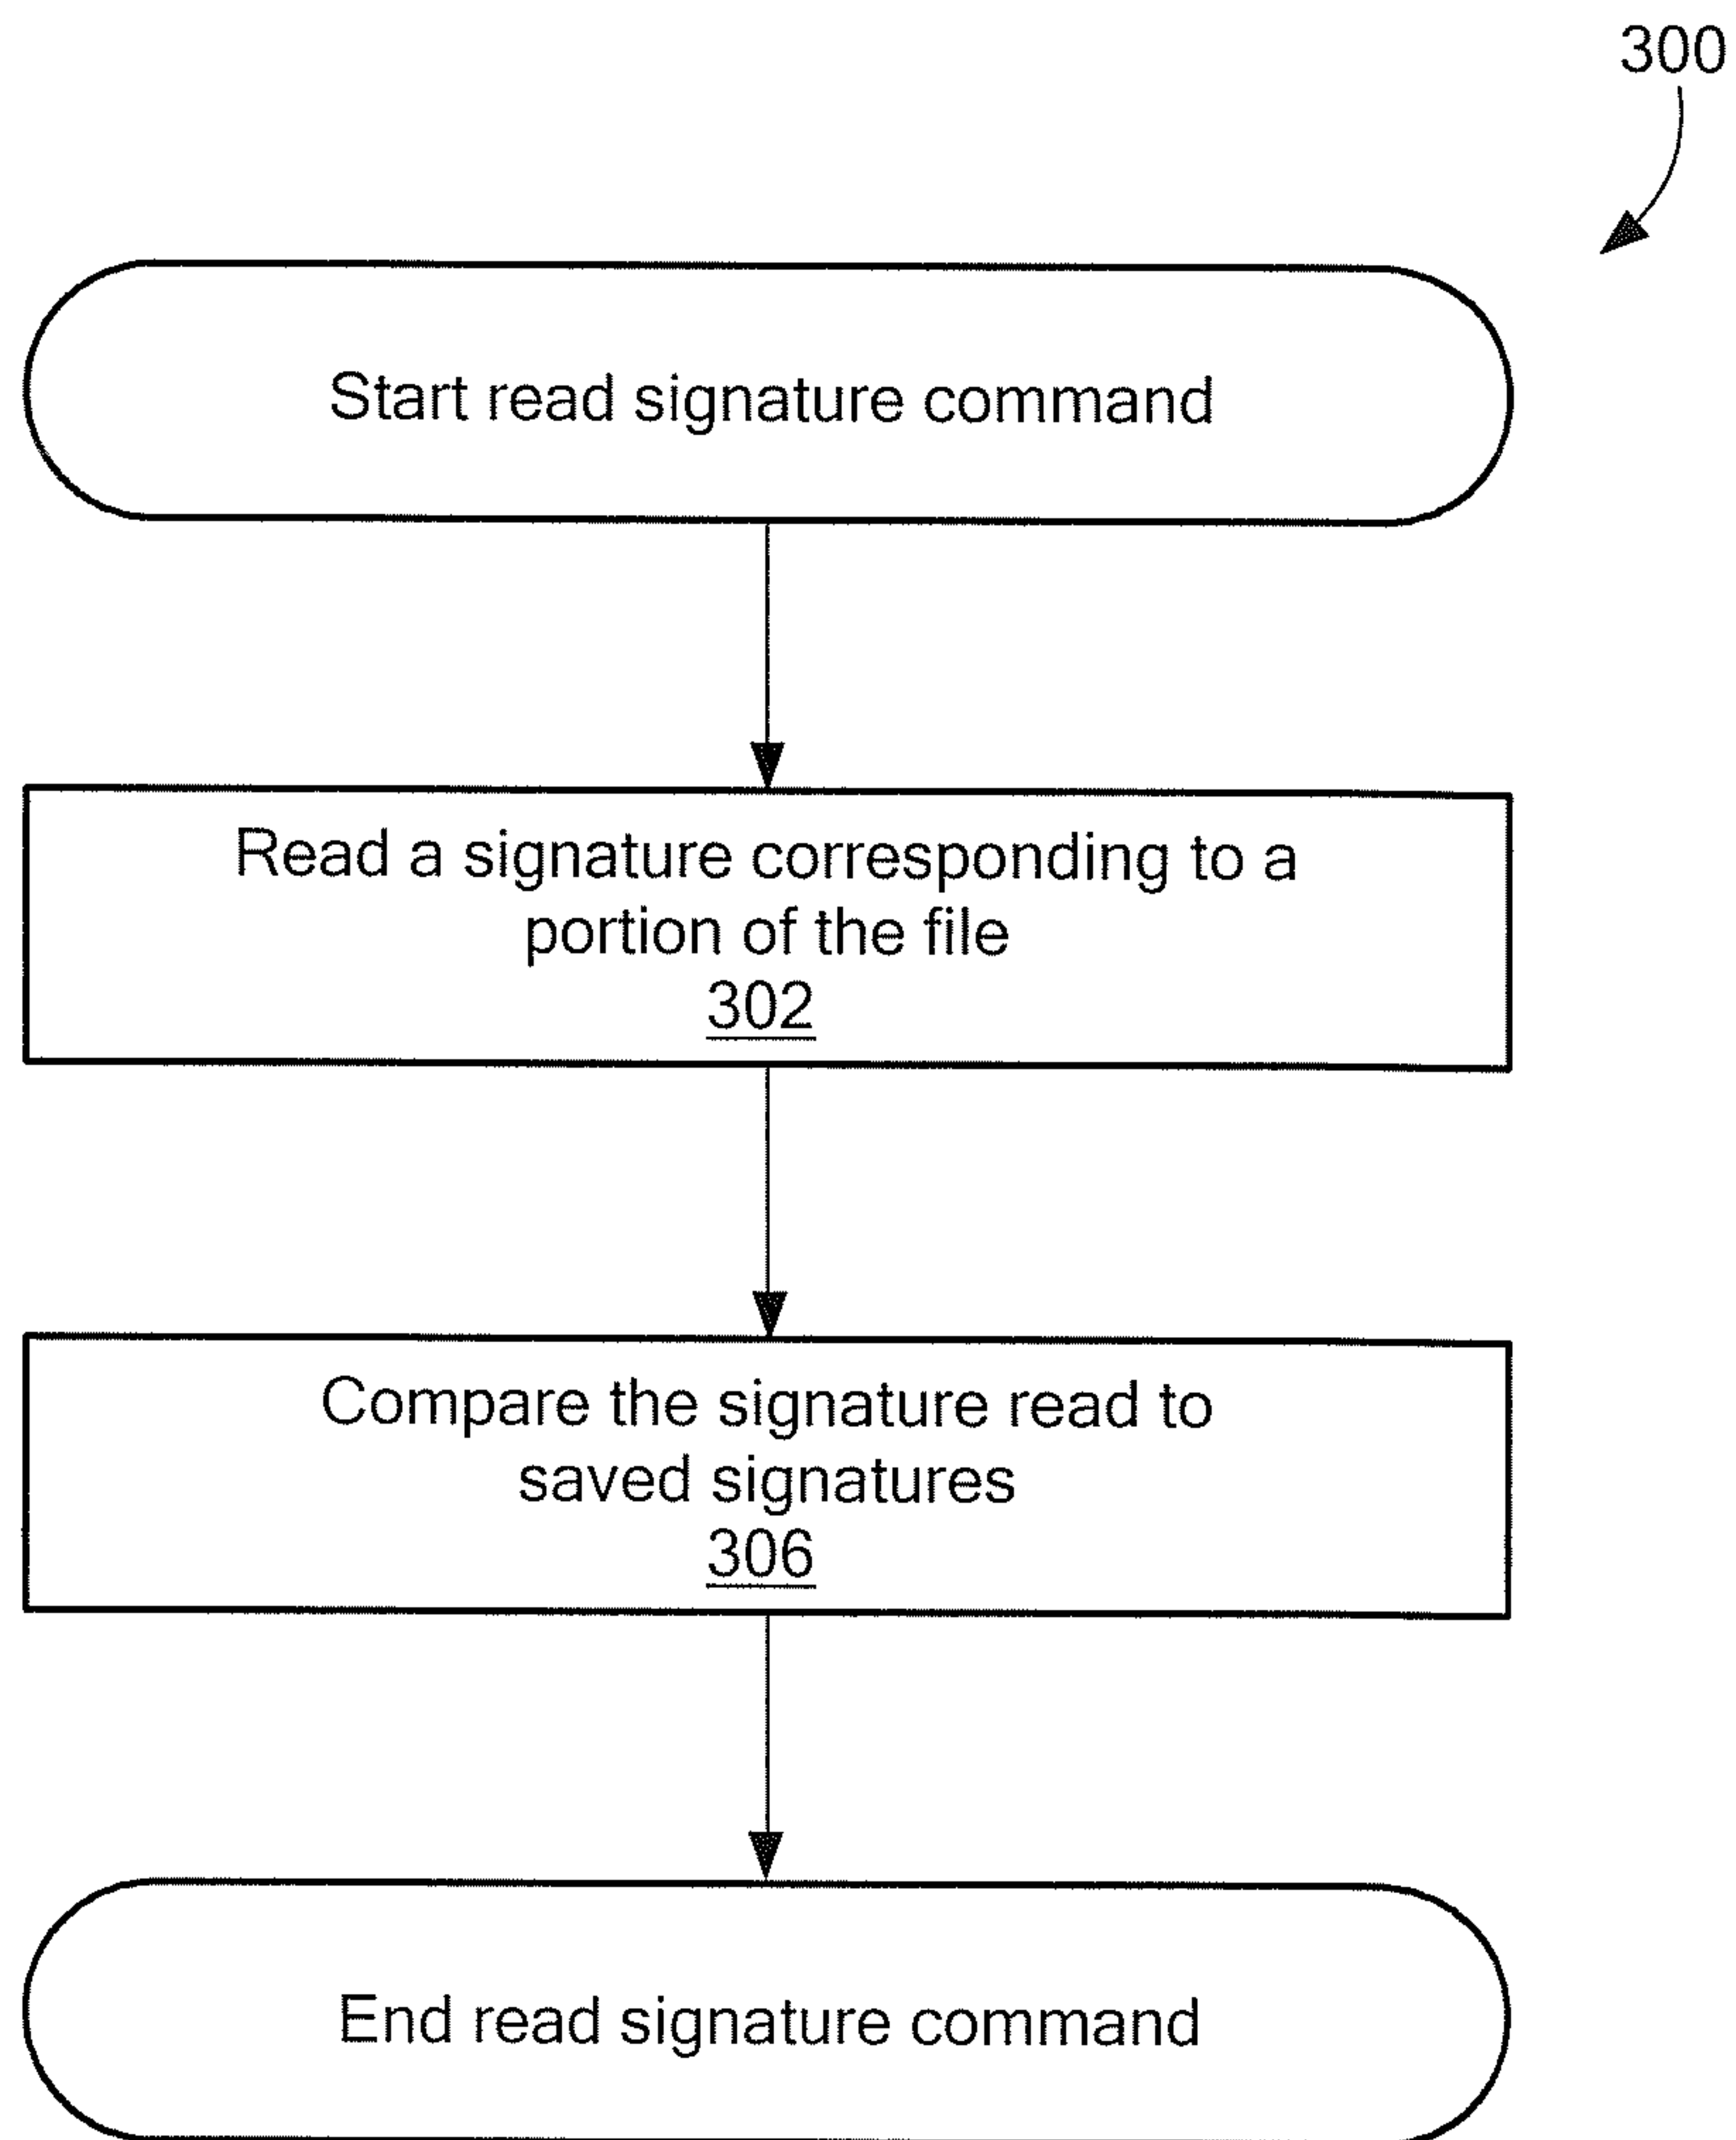 300
Start read signature command
Read a signature corresponding to a
portion of the file
302
Compare the signature read to
saved signatures
306
End read signature command